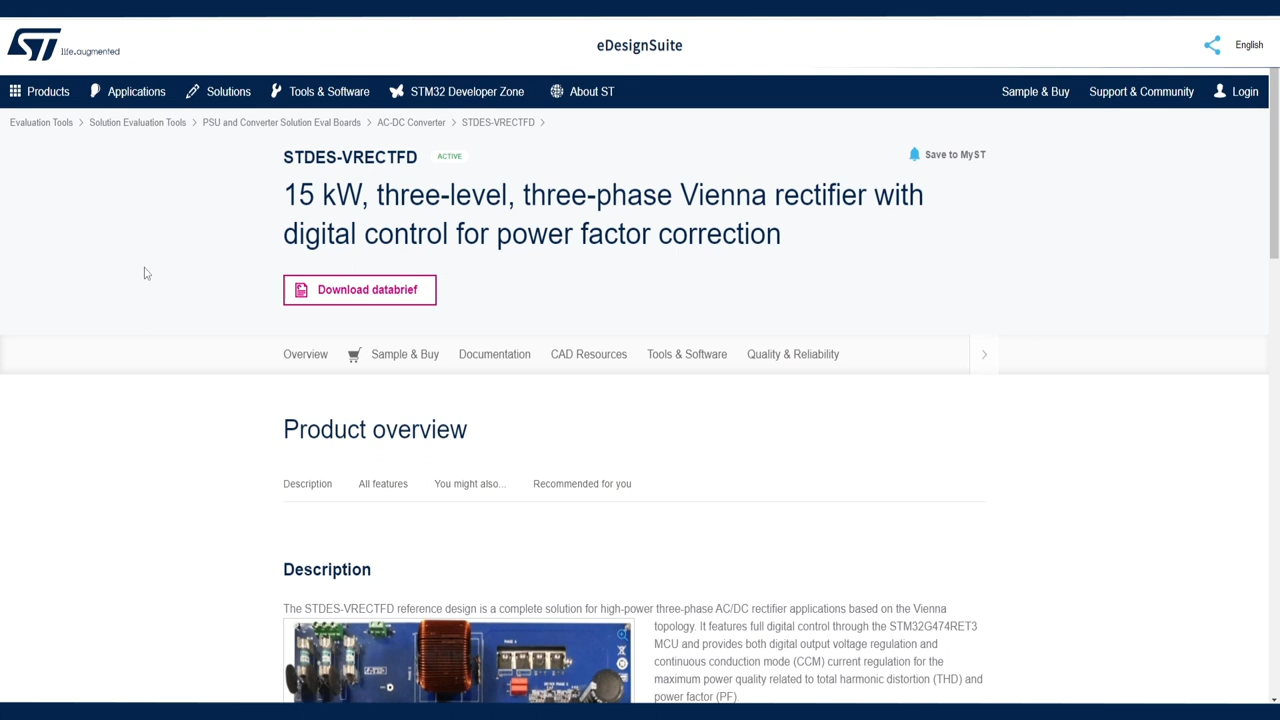 life.augmented
eDesignSuite
English
Products
Applications
Solutions
Tools & Software
STM32 Developer Zone
About ST
Sample & Buy
Support & Community
Login
Evaluation Tools
Solution Evaluation Tools
PSU and Converter Solution Eval Boards
AC-DC Converter
STDES-VRECTFD
STDES-VRECTFD
ACTIVE
Save to MyST
15 kW, three-level, three-phase Vienna rectifier with
digital control for power factor correction
Download databrief
Overview
Sample & Buy
Documentation
CAD Resources
Tools & Software
Quality & Reliability
Product overview
Description
All features
You might also...
Recommended for you
Description
The STDES-VRECTFD reference design is a complete solution for high-power three-phase AC/DC rectifier applications based on the Vienna
topology. It features full digital control through the STM32G474RET3
MCU and provides both digital output voltage regulation and
continuous conduction mode (CCM) current regulation for the
maximum power quality related to total harmonic distortion (THD) and
power factor (PF).